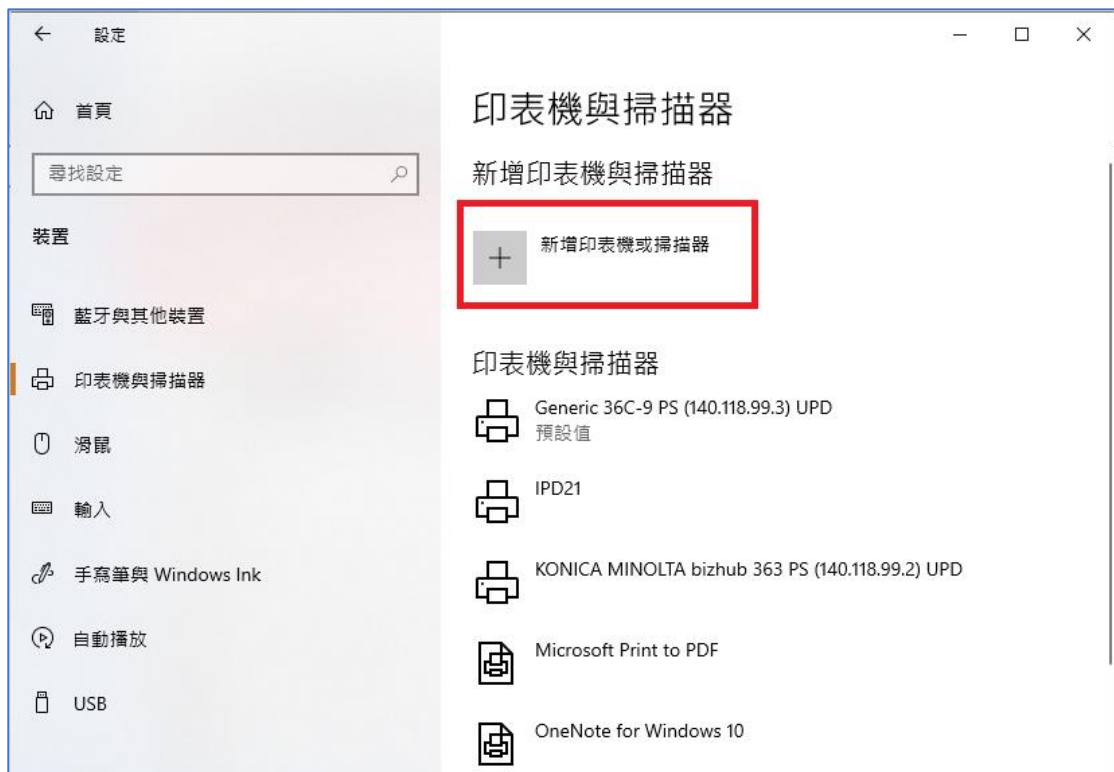 設定
首頁
尋找設定
裝置
藍牙與其他裝置
印表機與掃描器
滑鼠
輸入
手寫筆與 Windows Ink
自動播放
USB
印表機與掃描器
新增印表機與掃描器
新增印表機或掃描器
印表機與掃描器
Generic 36C-9 PS (140.118.99.3) UPD
預設值
IPD21
KONICA MINOLTA bizhub 363 PS (140.118.99.2) UPD
Microsoft Print to PDF
OneNote for Windows 10